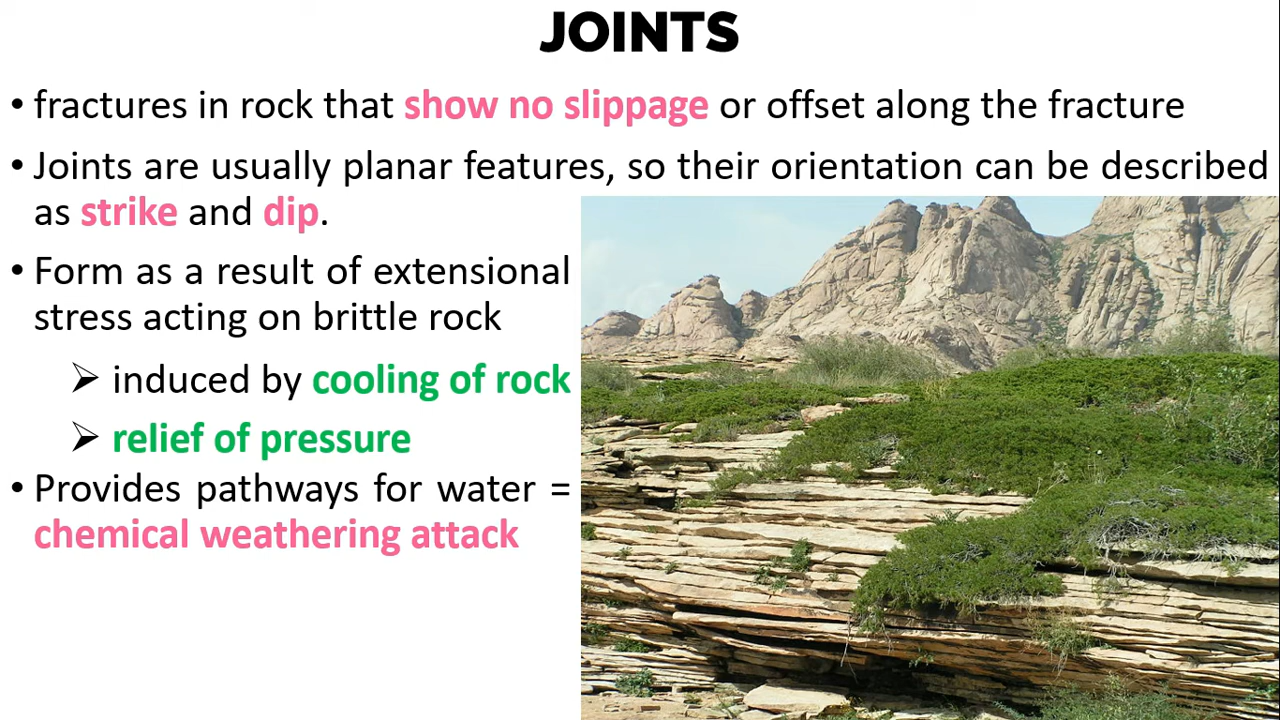 JOINTS
• fractures in rock that show no slippage or offset along the fracture
• Joints are usually planar features, so their orientation can be described
as strike and dip.
• Form as a result of extensional
stress acting on brittle rock
➢ induced by cooling of rock
➢ relief of pressure
• Provides pathways for water =
chemical weathering attack